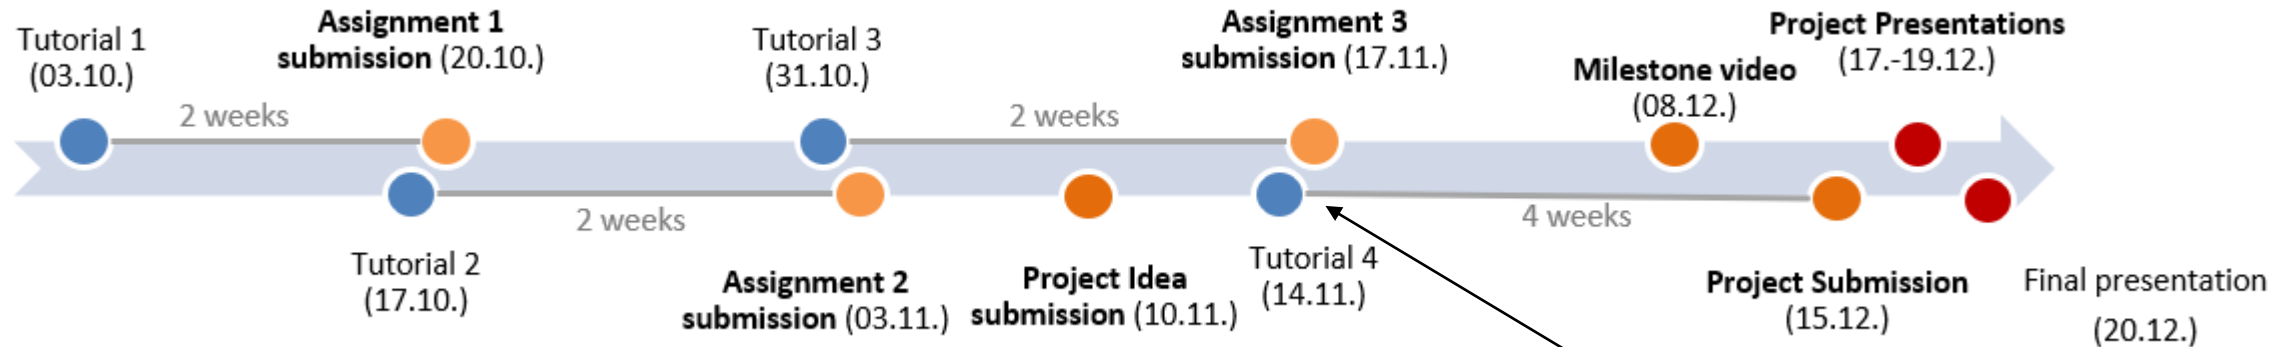 Tutorial 1
(03.10.)
Assignment 1
submission (20.10.)
Tutorial 3
(31.10.)
Assignment 3
submission (17.11.)
Milestone video
(08.12.)
Project Presentations
(17.-19.12.)
2 weeks
2 weeks
2 weeks
4 weeks
Tutorial 2
(17.10.)
Assignment 2
submission (03.11.)
Project Idea
submission (10.11.)
Tutorial 4
(14.11.)
Project Submission
(15.12.)
Final presentation
(20.12.)